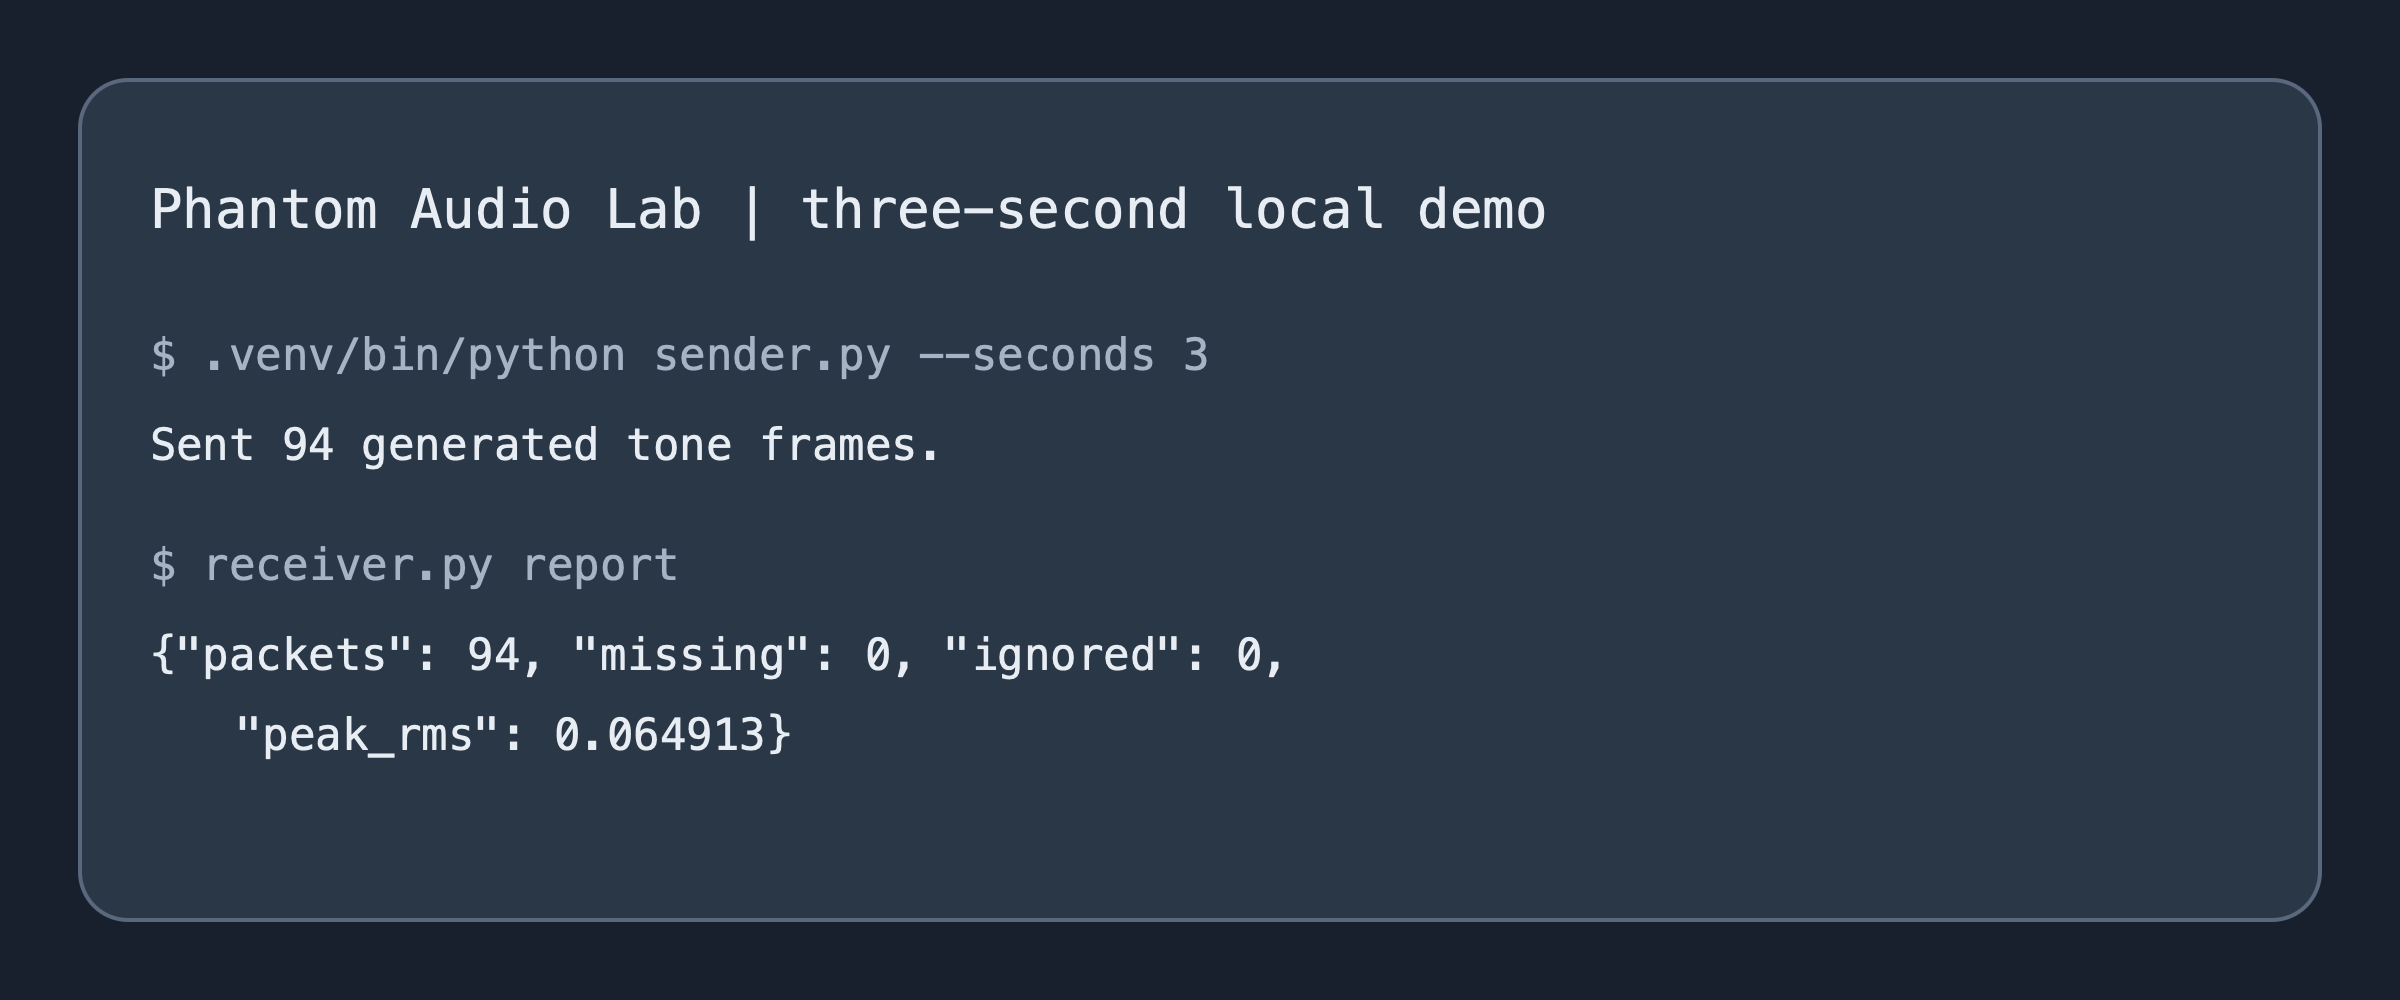 Phantom Audio Lab | three-second local demo
$ .venv/bin/python sender.py --seconds 3
Sent 94 generated tone frames.
$ receiver.py report
{"packets": 94, "missing": 0, "ignored": 0,
"peak_rms": 0.064913}